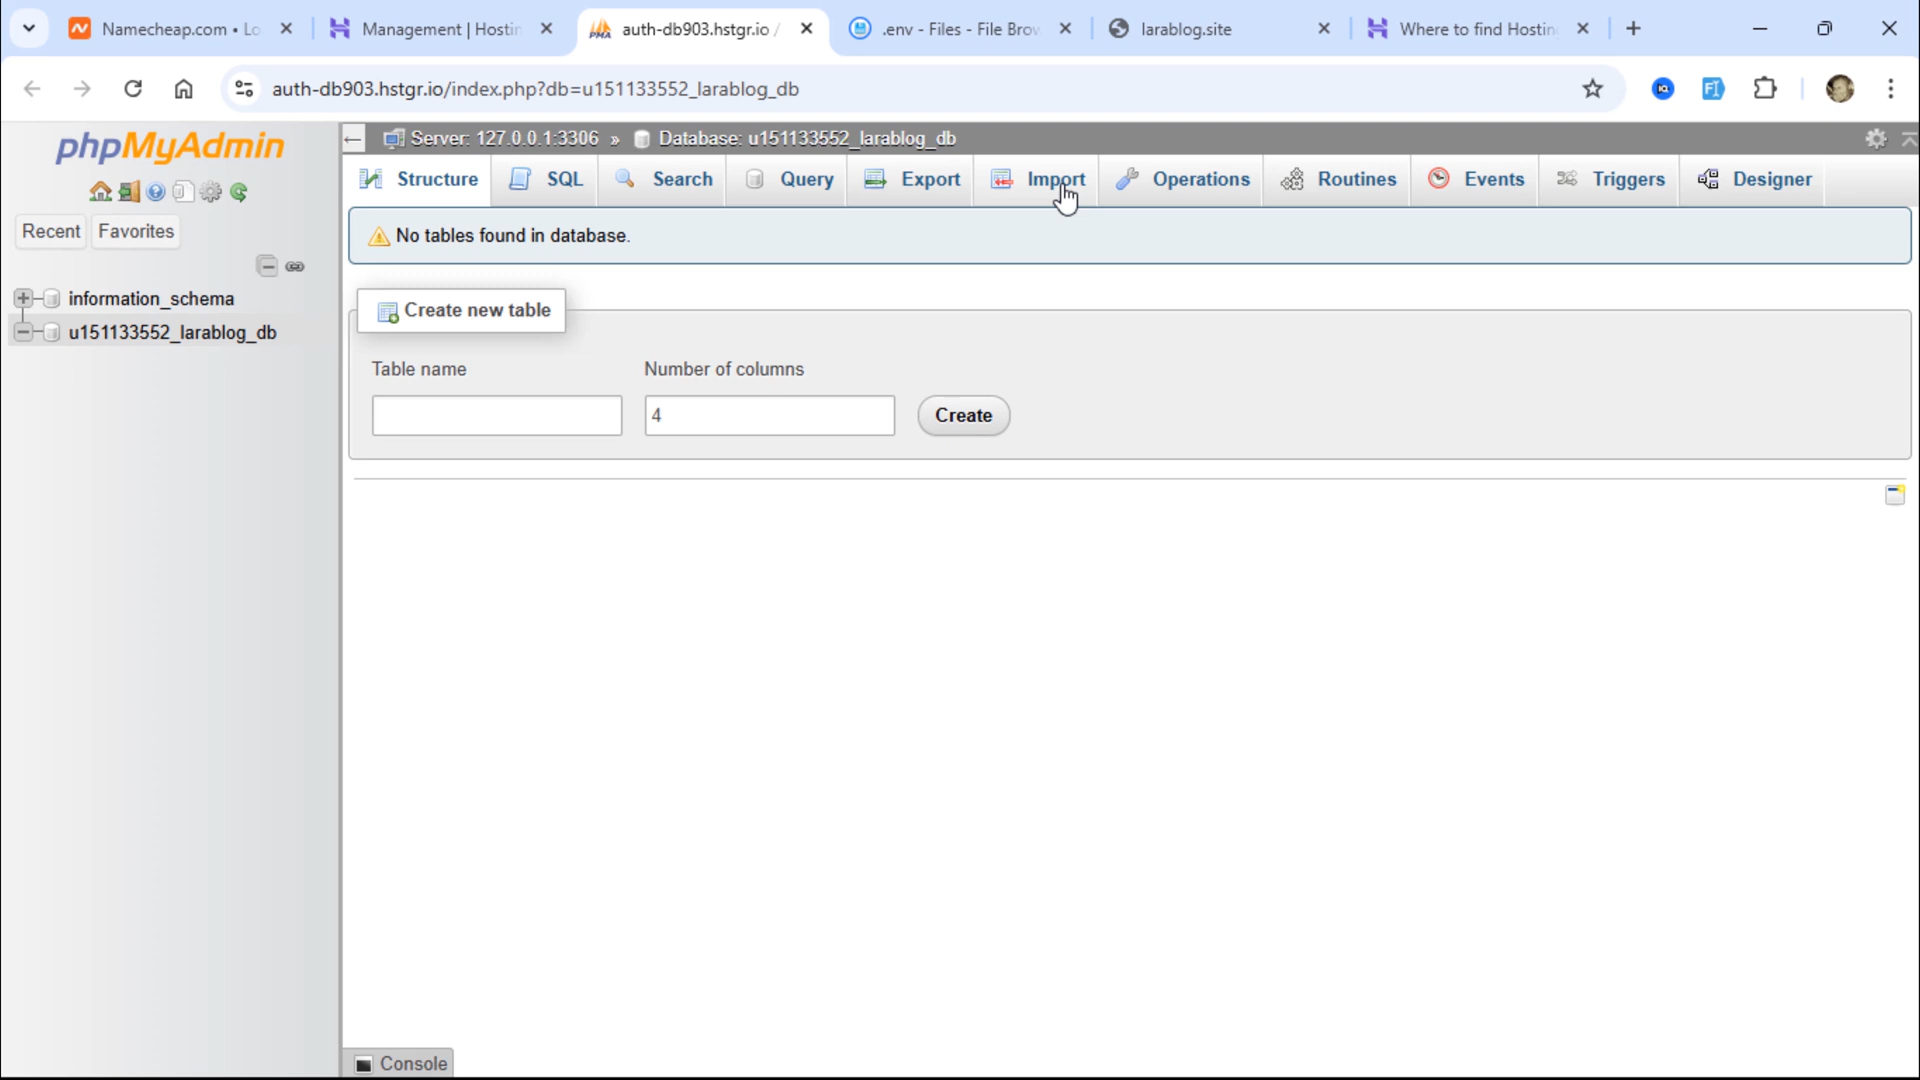 Namecheap.com • Lo
Management | Hostin
auth-db903.hstgr.io /
.env - Files - File Brow
larablog.site
Where to find Hostin
auth-db903.hstgr.io/index.php?db=u151133552_larablog_db
phpMyAdmin
Server: 127.0.0.1:3306 » Database: u151133552_larablog_db
Structure
SQL
Search
Query
Export
Import
Operations
Routines
Events
Triggers
Designer
Recent
Favorites
No tables found in database.
information_schema
u151133552_larablog_db
Create new table
Table name
Number of columns
4
Create
Console